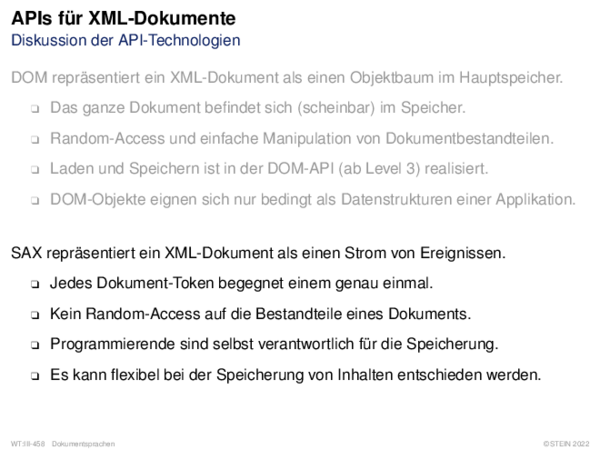 APIs für XML-Dokumente
Diskussion der API-Technologien
DOM repräsentiert ein XML-Dokument als einen Objektbaum im Hauptspeicher.
❑ Das ganze Dokument befindet sich (scheinbar) im Speicher.
❑ Random-Access und einfache Manipulation von Dokumentbestandteilen.
❑ Laden und Speichern ist in der DOM-API (ab Level 3) realisiert.
❑ DOM-Objekte eignen sich nur bedingt als Datenstrukturen einer Applikation.
SAX repräsentiert ein XML-Dokument als einen Strom von Ereignissen.
❑ Jedes Dokument-Token begegnet einem genau einmal.
❑ Kein Random-Access auf die Bestandteile eines Dokuments.
❑ Programmierende sind selbst verantwortlich für die Speicherung.
❑ Es kann flexibel bei der Speicherung von Inhalten entschieden werden.
WT:III-458 Dokumentsprachen ©STEIN 2022